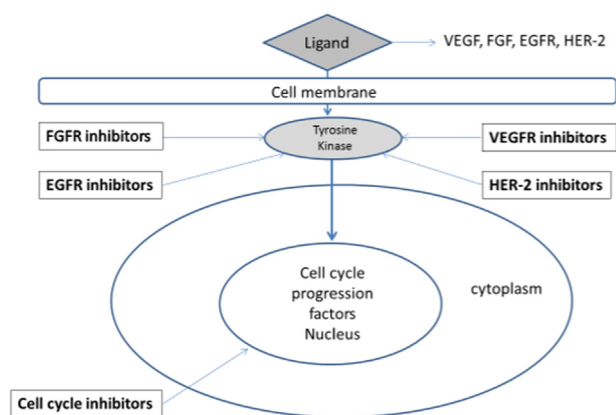 Ligand
VEGF, FGF, EGFR, HER-2
Cell membrane
FGFR inhibitors
Tyrosine
Kinase
VEGFR inhibitors
EGFR inhibitors
HER-2 inhibitors
Cell cycle
progression
factors
Nucleus
cytoplasm
Cell cycle inhibitors